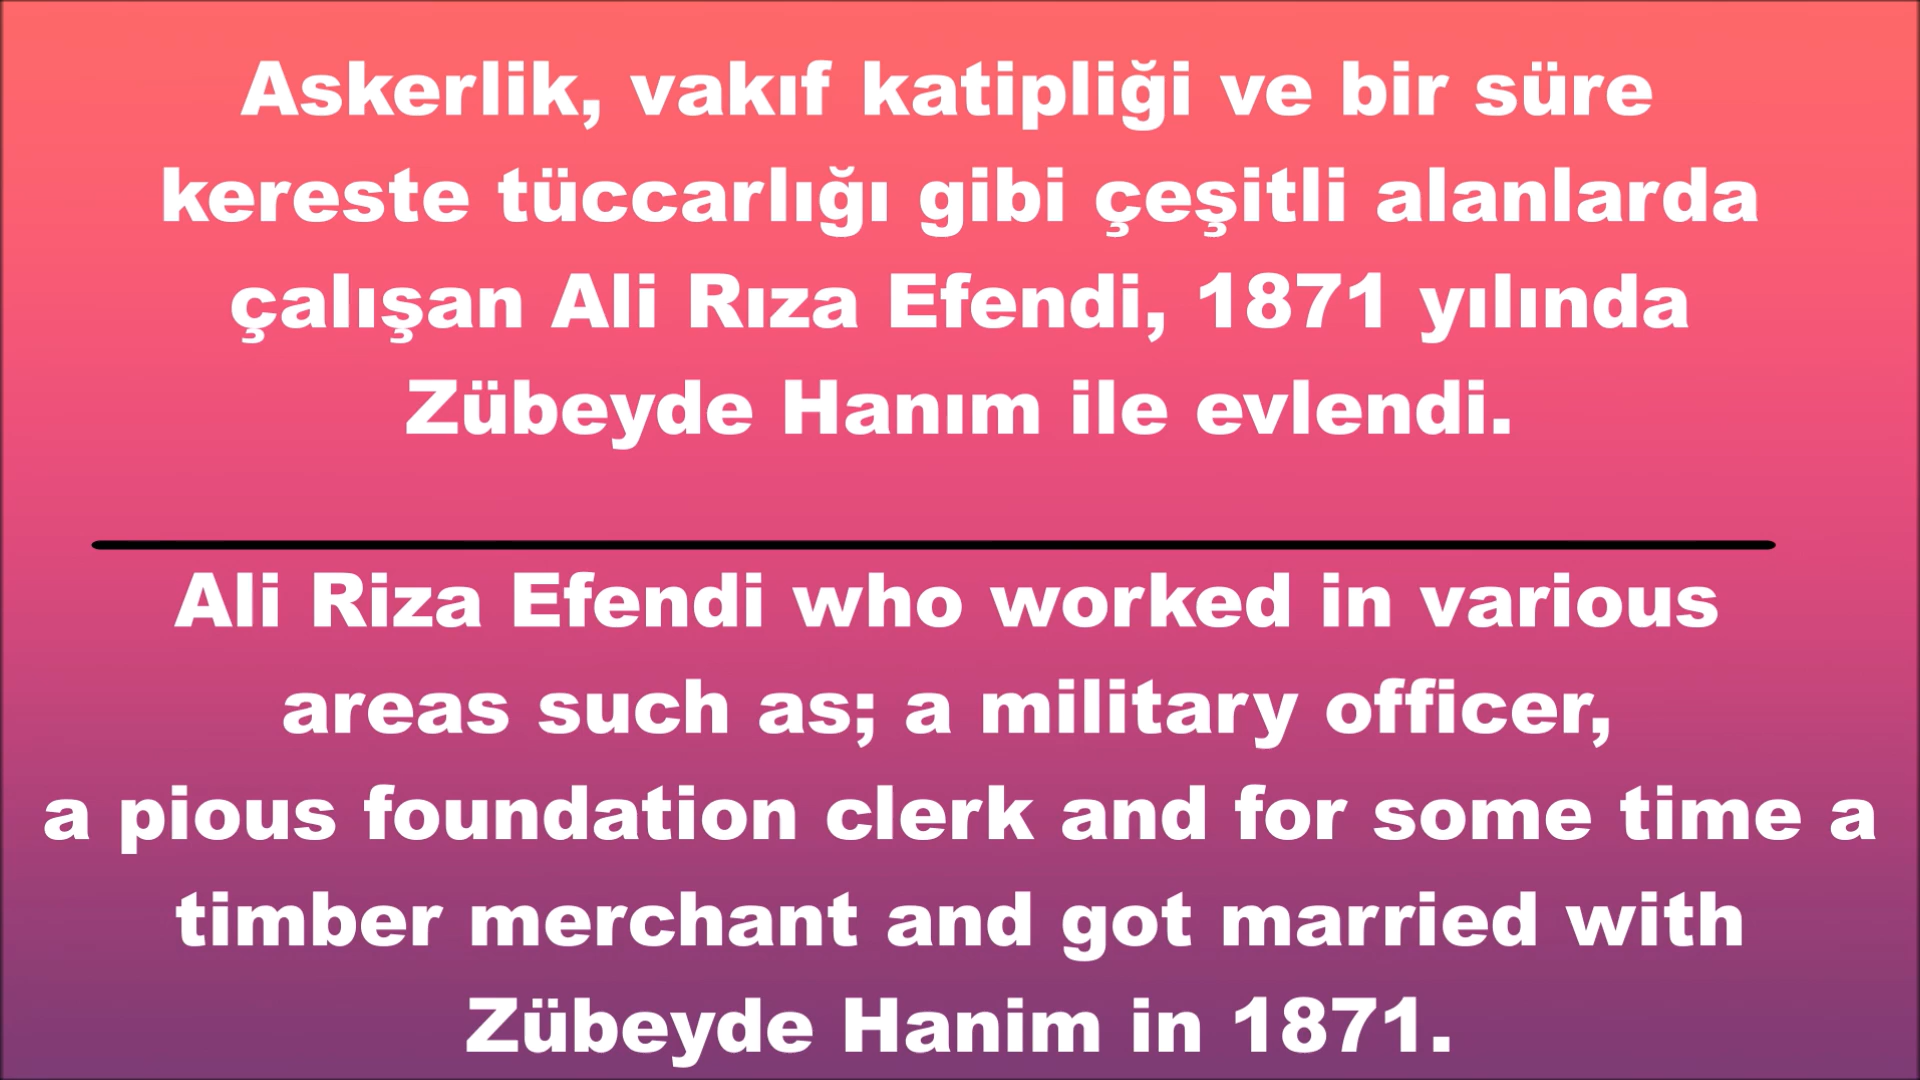 Askerlik, vakıf katipliği ve bir süre
kereste tüccarlığı gibi çeşitli alanlarda
çalışan Ali Rıza Efendi, 1871 yılında
Zübeyde Hanım ile evlendi.
Ali Riza Efendi who worked in various
areas such as; a military officer,
a pious foundation clerk and for some time a
timber merchant and got married with
Zübeyde Hanim in 1871.